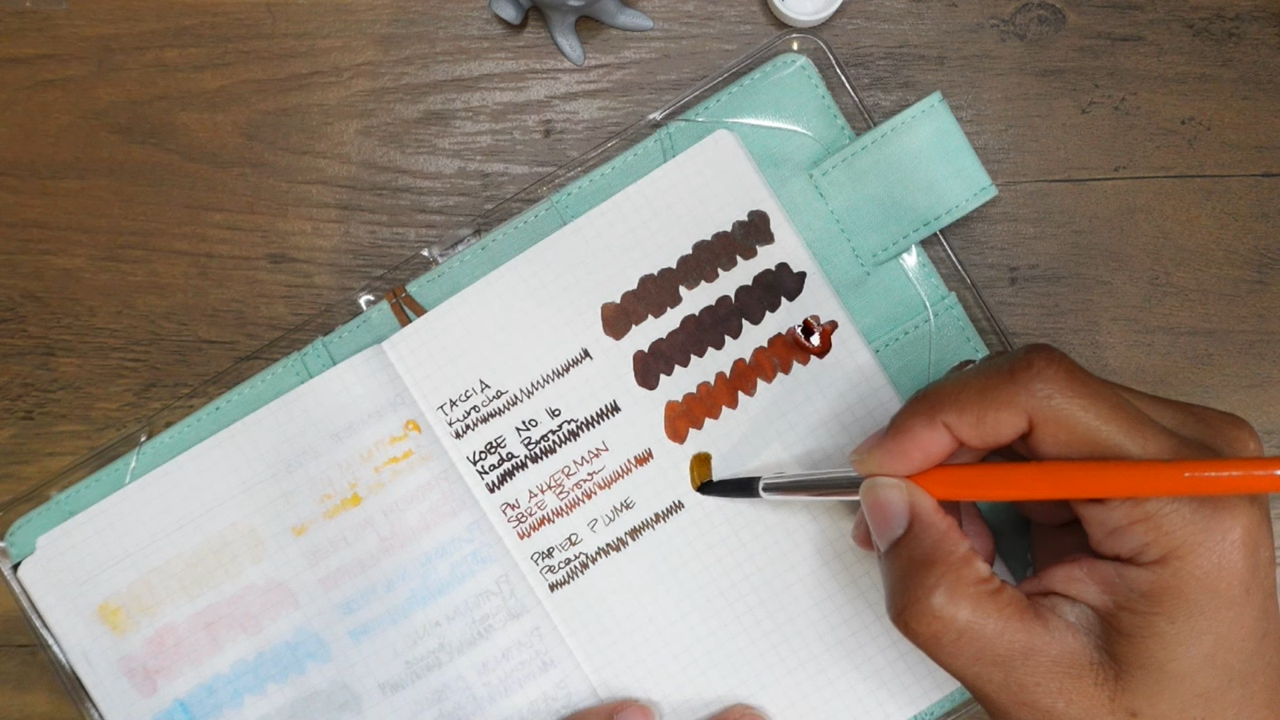 TACCIA
Kurocha
KOBE No. 16
Nada Brown
PW AKKERMAN
SBRE Brown
PAPIER PLUME
Pecan